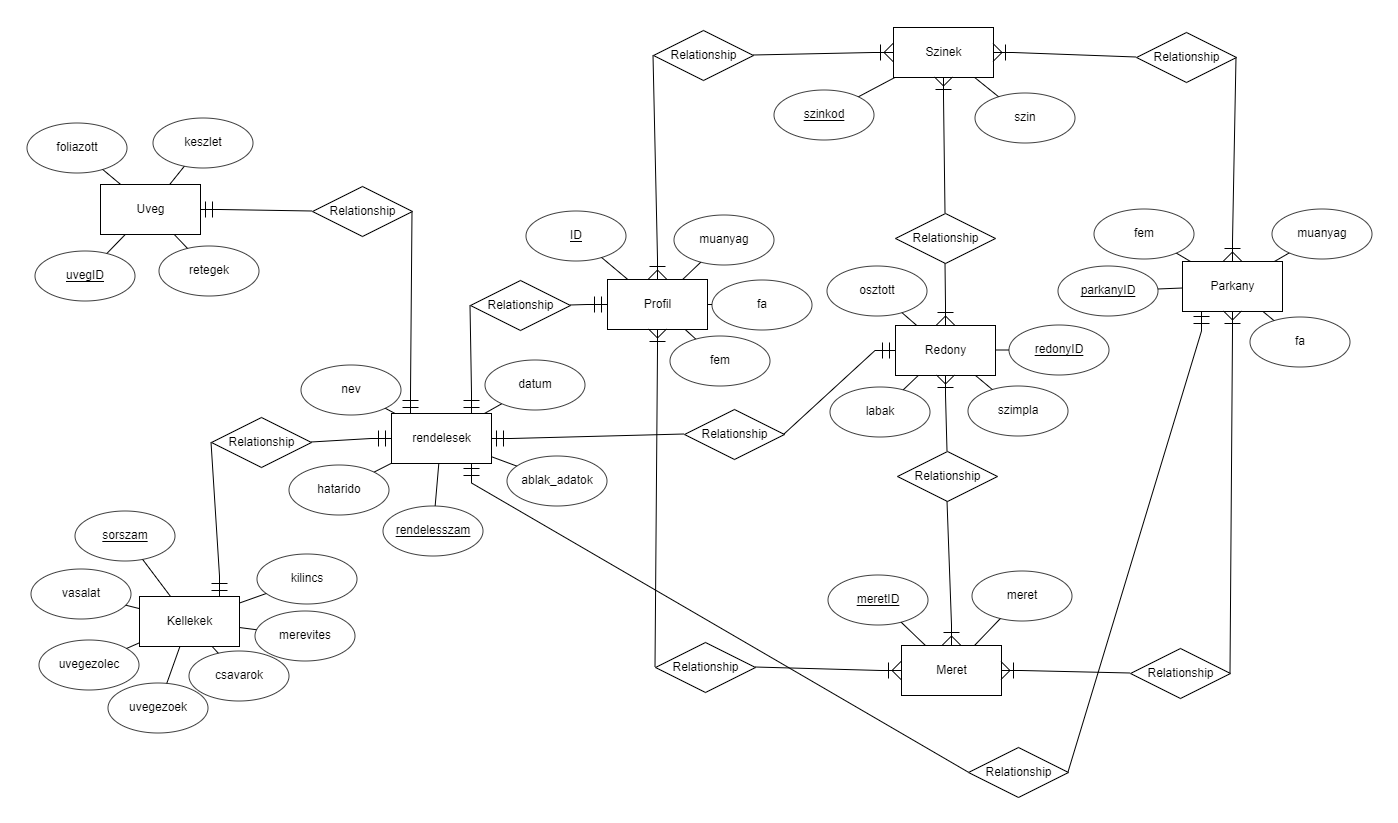 Relationship
Szinek
Relationship
szinkod
szin
foliazott
keszlet
Uveg
Relationship
uvegID
retegek
ID
muanyag
Relationship
fem
muanyag
Relationship
Profil
fa
osztott
parkanyID
Parkany
fem
Redony
redonyID
fa
nev
datum
labak
szimpla
Relationship
rendelesek
Relationship
hatarido
ablak_adatok
Relationship
rendelesszam
sorszam
kilincs
vasalat
meretID
meret
Kellekek
merevites
uvegezolec
csavarok
Relationship
Meret
Relationship
uvegezoek
Relationship